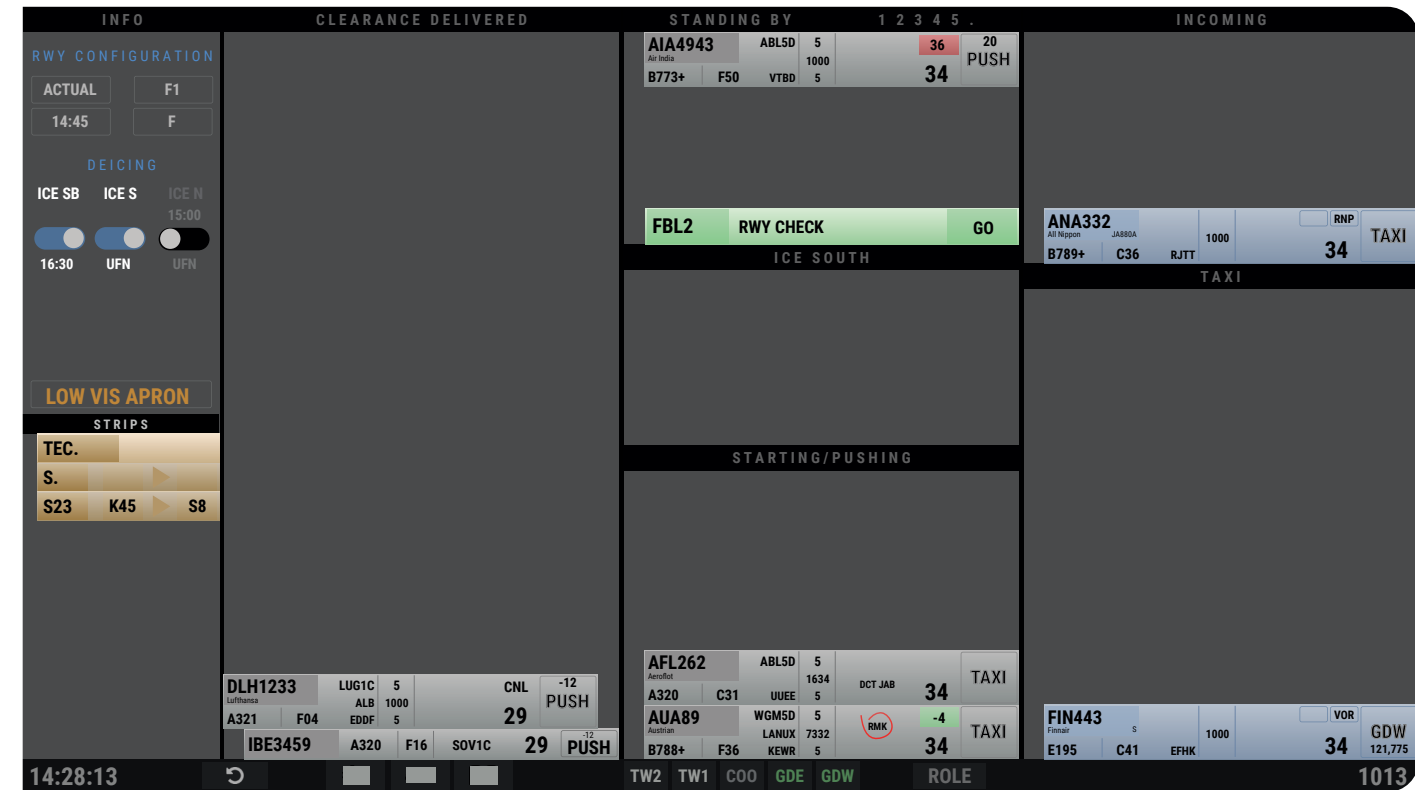 INFO
CLEARANCE DELIVERED
STANDING BY 1 2 3 4 5 .
INCOMING
RWY CONFIGURATION
ACTUAL F1
14:45 F
DEICING
ICE SB ICE S ICE N
15:00
16:30 UFN UFN
LOW VIS APRON
STRIPS
TEC.
S.
S23 K45 S8
DLH1233 LUG1C 5 CNL -12
Lufthansa ALB 1000 PUSH
A321 F04 EDDF 5 29
-12
IBE3459 A320 F16 SOV1C 29 PUSH
AIA4943 ABL5D 5 36 20
Air India 1000 PUSH
B773+ F50 VTBD 5 34
FBL2 RWY CHECK GO
ICE SOUTH
STARTING/PUSHING
AFL262 ABL5D 5
Aeroflot 1634 DCT JAB TAXI
A320 C31 UUEE 5 34
AUA89 WGM5D 5 RMK -4
Austrian LANUX 7332 TAXI
B788+ F36 KEWR 5 34
ANA332 RNP
All Nippon JA880A 1000 TAXI
B789+ C36 RJTT 34
TAXI
FIN443 VOR
Finnair S 1000 GDW
E195 C41 EFHK 34 121,775
14:28:13
TW2 TW1 COO GDE GDW ROLE 1013